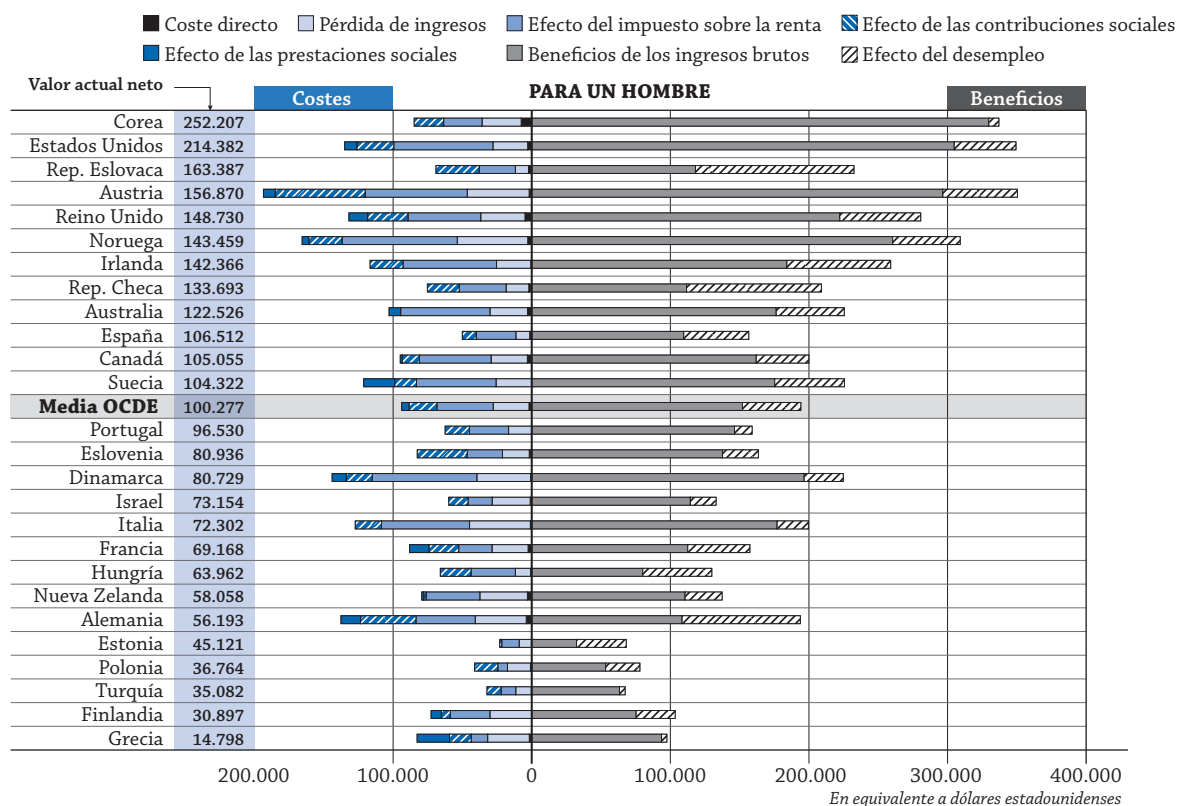 Coste directo Pérdida de ingresos Efecto del impuesto sobre la renta Efecto de las contribuciones sociales
Efecto de las prestaciones sociales Beneficios de los ingresos brutos Efecto del desempleo
Valor actual neto
Costes PARA UN HOMBRE Beneficios
Corea 252.207
Estados Unidos 214.382
Rep. Eslovaca 163.387
Austria 156.870
Reino Unido 148.730
Noruega 143.459
Irlanda 142.366
Rep. Checa 133.693
Australia 122.526
España 106.512
Canadá 105.055
Suecia 104.322
Media OCDE 100.277
Portugal 96.530
Eslovenia 80.936
Dinamarca 80.729
Israel 73.154
Italia 72.302
Francia 69.168
Hungría 63.962
Nueva Zelanda 58.058
Alemania 56.193
Estonia 45.121
Polonia 36.764
Turquía 35.082
Finlandia 30.897
Grecia 14.798
200.000 100.000 0 100.000 200.000 300.000 400.000
En equivalente a dólares estadounidenses